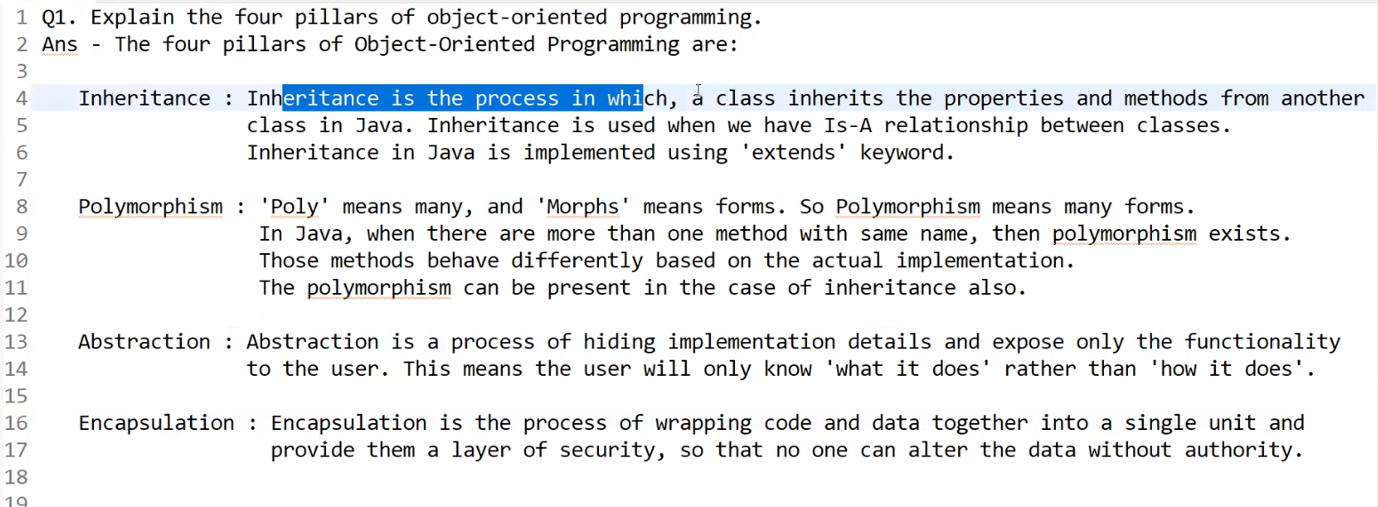 1 Q1. Explain the four pillars of object-oriented programming.
2 Ans - The four pillars of Object-Oriented Programming are:
3
4 Inheritance : Inheritance is the process in which, a class inherits the properties and methods from another
5 class in Java. Inheritance is used when we have Is-A relationship between classes.
6 Inheritance in Java is implemented using 'extends' keyword.
7
8 Polymorphism : 'Poly' means many, and 'Morphs' means forms. So Polymorphism means many forms.
9 In Java, when there are more than one method with same name, then polymorphism exists.
10 Those methods behave differently based on the actual implementation.
11 The polymorphism can be present in the case of inheritance also.
12
13 Abstraction : Abstraction is a process of hiding implementation details and expose only the functionality
14 to the user. This means the user will only know 'what it does' rather than 'how it does'.
15
16 Encapsulation : Encapsulation is the process of wrapping code and data together into a single unit and
17 provide them a layer of security, so that no one can alter the data without authority.
18
19